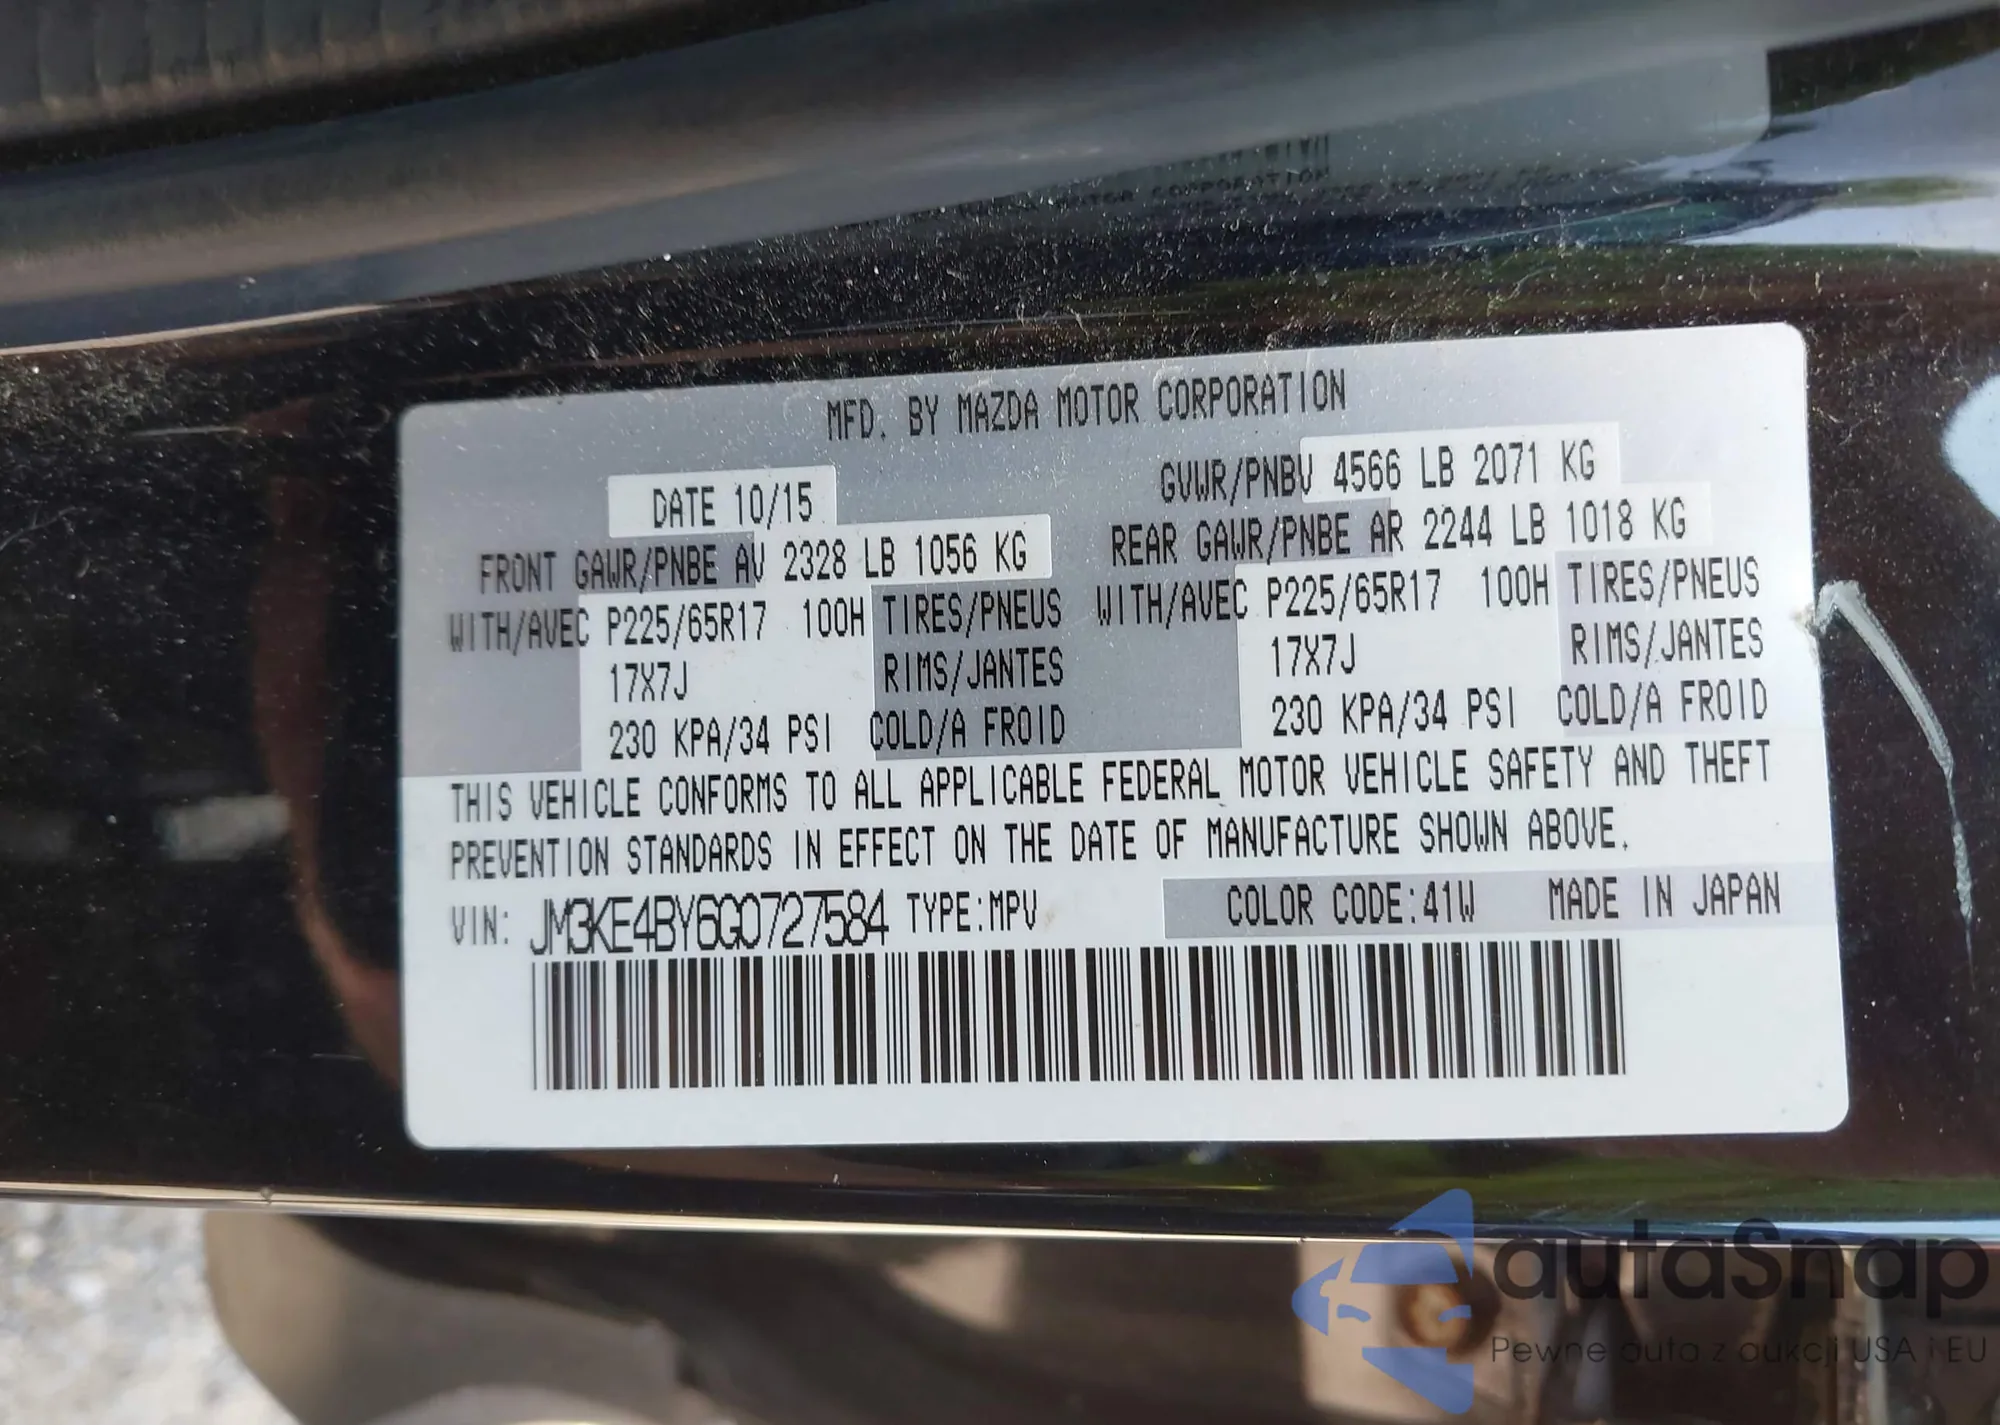 MFD. BY MAZDA MOTOR CORPORATION
DATE 10/15
GVWR/PNBV 4566 LB 2071 KG
FRONT GAWR/PNBE AV 2328 LB 1056 KG
REAR GAWR/PNBE AR 2244 LB 1018 KG
WITH/AVEC P225/65R17 100H TIRES/PNEUS
WITH/AVEC P225/65R17 100H TIRES/PNEUS
17X7J RIMS/JANTES
17X7J RIMS/JANTES
230 KPA/34 PSI COLD/A FROID
230 KPA/34 PSI COLD/A FROID
THIS VEHICLE CONFORMS TO ALL APPLICABLE FEDERAL MOTOR VEHICLE SAFETY AND THEFT
PREVENTION STANDARDS IN EFFECT ON THE DATE OF MANUFACTURE SHOWN ABOVE.
VIN: JM3KE4BY6G0727584 TYPE:MPV COLOR CODE:41W MADE IN JAPAN
autaSnap
Pewne auta z aukcji USA i EU